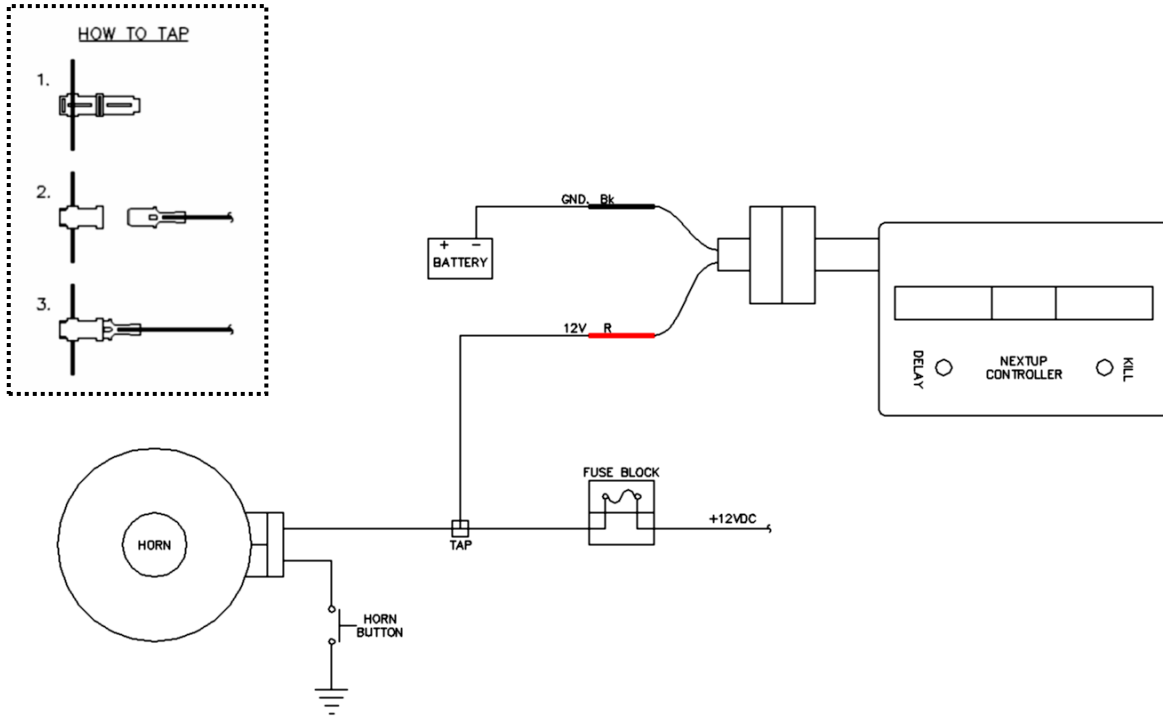 HOW TO TAP
1.
2.
3.
GND. Bk
+ -
BATTERY
12V R
DELAY
NEXTUP
CONTROLLER
KILL
FUSE BLOCK
+12VDC
HORN
TAP
HORN
BUTTON